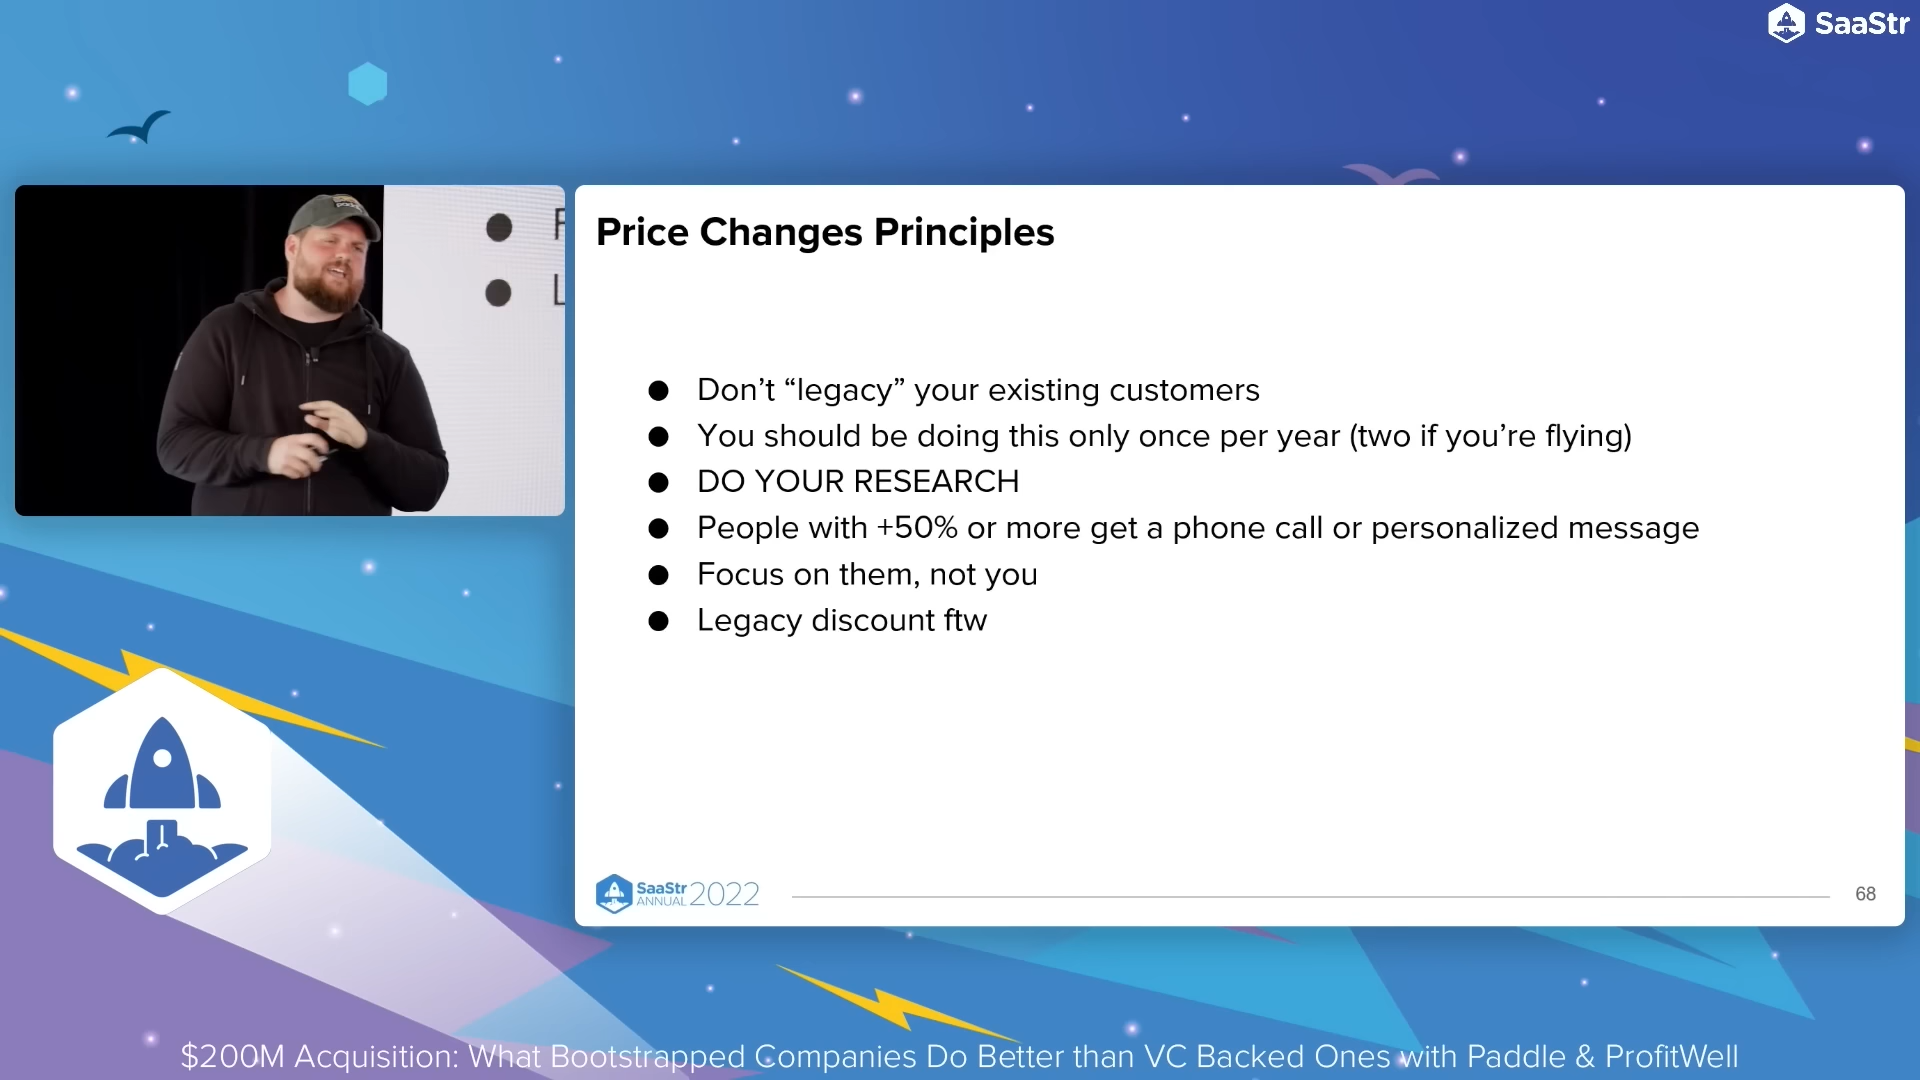 SaaStr
Price Changes Principles
● Don’t “legacy” your existing customers
● You should be doing this only once per year (two if you’re flying)
● DO YOUR RESEARCH
● People with +50% or more get a phone call or personalized message
● Focus on them, not you
● Legacy discount ftw
SaaStr
ANNUAL 2022
68
$200M Acquisition: What Bootstrapped Companies Do Better than VC Backed Ones with Paddle & ProfitWell